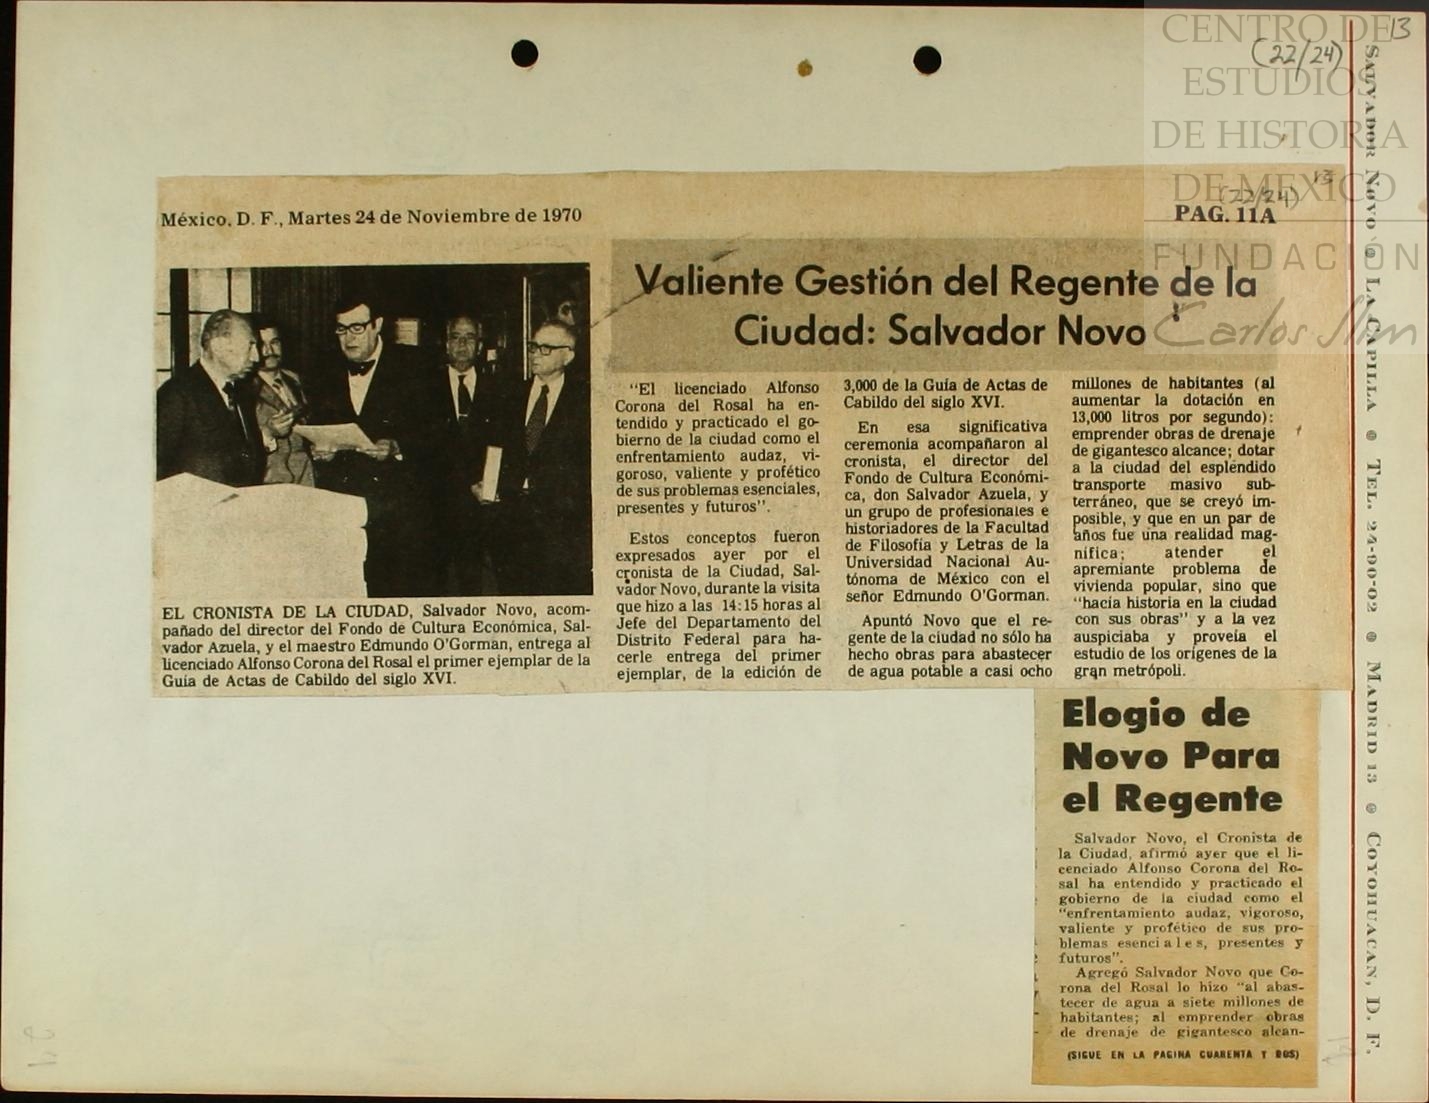 13
(22/24)
CENTRO DE
ESTUDIOS
DE HISTORIA
DE MÉXICO
FUNDACIÓN
Carlos Slim
SALVADOR NOVO LA CAPILLA TEL. 24-90-02 MADRID 13 COYOHUACAN, D. F.
México, D. F., Martes 24 de Noviembre de 1970
(22/24)
13
PAG. 11A
Valiente Gestión del Regente de la
Ciudad: Salvador Novo
EL CRONISTA DE LA CIUDAD, Salvador Novo, acom-
pañado del director del Fondo de Cultura Económica, Sal-
vador Azuela, y el maestro Edmundo O'Gorman, entrega al
licenciado Alfonso Corona del Rosal el primer ejemplar de la
Guía de Actas de Cabildo del siglo XVI.
"El licenciado Alfonso
Corona del Rosal ha en-
tendido y practicado el go-
bierno de la ciudad como el
enfrentamiento audaz, vi-
goroso, valiente y profético
de sus problemas esenciales,
presentes y futuros".
Estos conceptos fueron
expresados ayer por el
cronista de la Ciudad, Sal-
vador Novo, durante la visita
que hizo a las 14:15 horas al
Jefe del Departamento del
Distrito Federal para ha-
cerle entrega del primer
ejemplar, de la edición de
3,000 de la Guía de Actas de
Cabildo del siglo XVI.
En esa significativa
ceremonia acompañaron al
cronista, el director del
Fondo de Cultura Económi-
ca, don Salvador Azuela, y
un grupo de profesionales e
historiadores de la Facultad
de Filosofía y Letras de la
Universidad Nacional Au-
tónoma de México con el
señor Edmundo O'Gorman.
Apuntó Novo que el re-
gente de la ciudad no sólo ha
hecho obras para abastecer
de agua potable a casi ocho
millones de habitantes (al
aumentar la dotación en
13,000 litros por segundo):
emprender obras de drenaje
de gigantesco alcance; dotar
a la ciudad del espléndido
transporte masivo sub-
terráneo, que se creyó im-
posible, y que en un par de
años fue una realidad mag-
nífica; atender el
apremiante problema de
vivienda popular, sino que
"hacía historia en la ciudad
con sus obras" y a la vez
auspiciaba y proveía el
estudio de los orígenes de la
gran metrópoli.
Elogio de
Novo Para
el Regente
Salvador Novo, el Cronista de
la Ciudad, afirmó ayer que el li-
cenciado Alfonso Corona del Ro-
sal ha entendido y practicado el
gobierno de la ciudad como el
"enfrentamiento audaz, vigoroso,
valiente y profético de sus pro-
blemas esenciales, presentes y
futuros".
Agregó Salvador Novo que Co-
rona del Rosal lo hizo "al abas-
tecer de agua a siete millones de
habitantes; al emprender obras
de drenaje de gigantesco alcan-
(SIGUE EN LA PAGINA CUARENTA Y DOS)